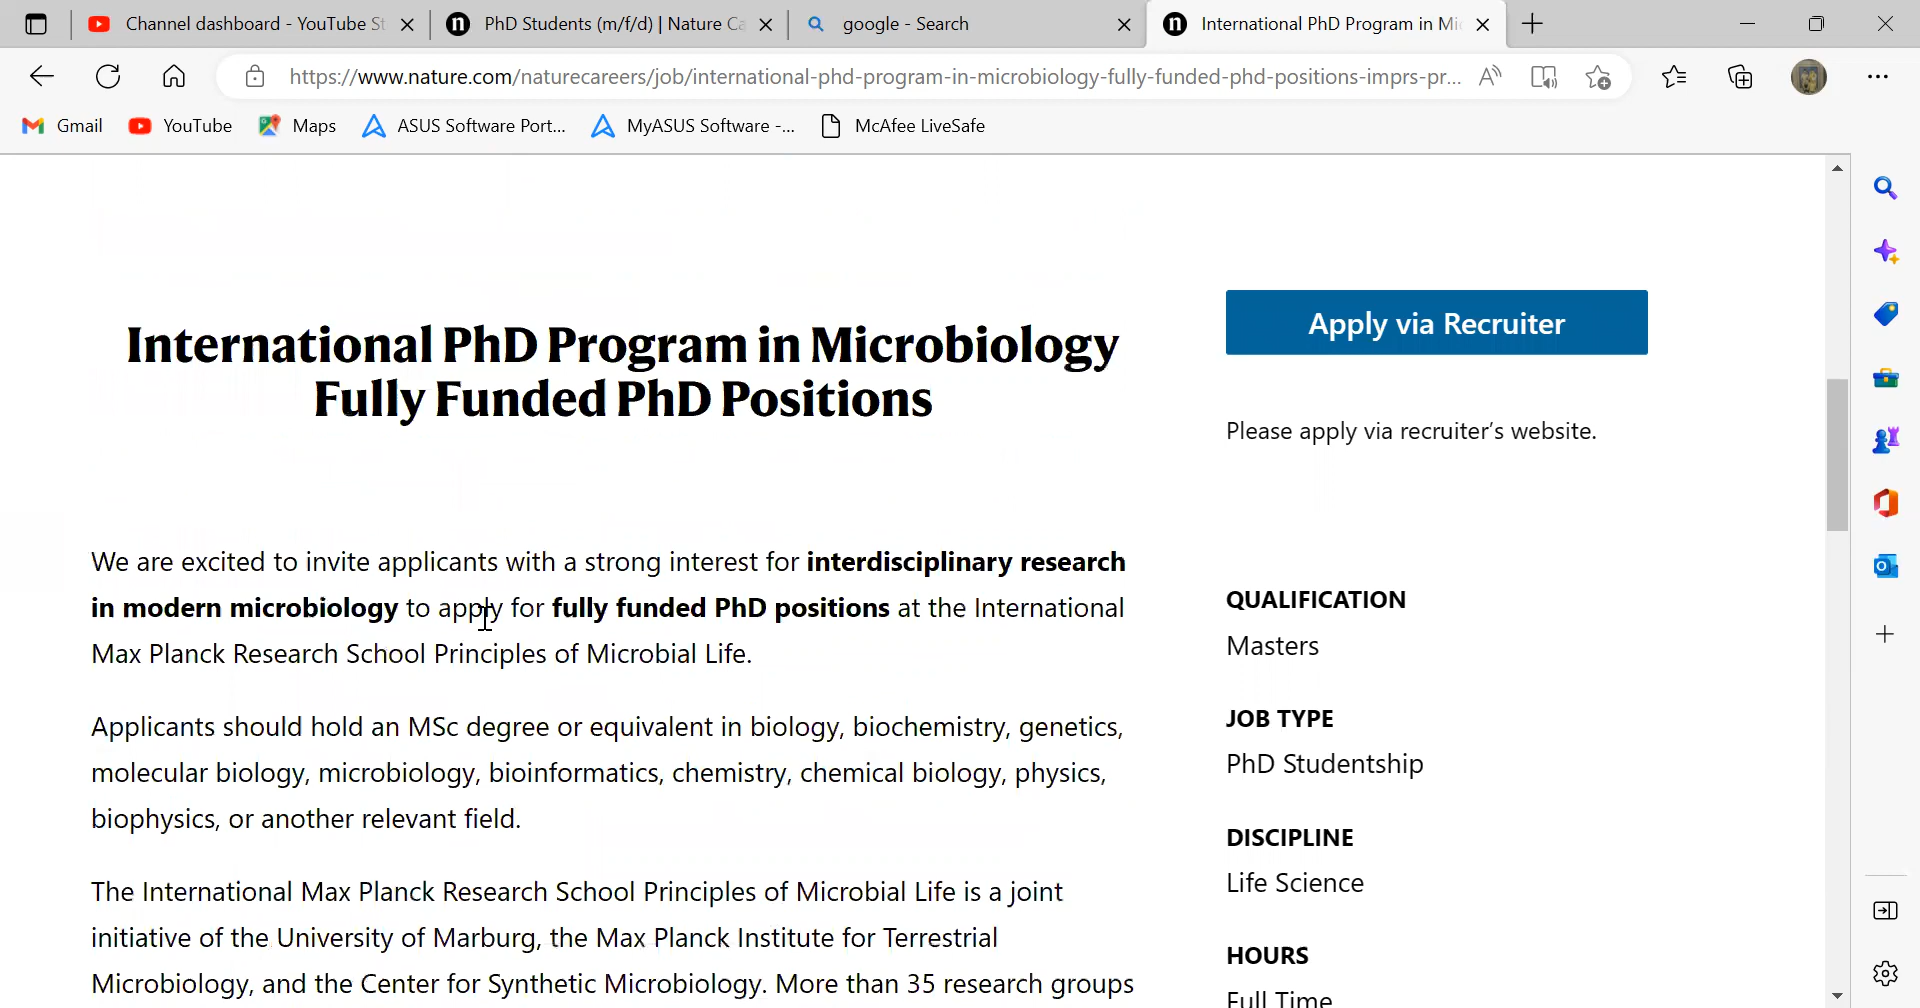 Channel dashboard - YouTube St
PhD Students (m/f/d) | Nature Ca
google - Search
International PhD Program in Mi
https://www.nature.com/naturecareers/job/international-phd-program-in-microbiology-fully-funded-phd-positions-imprs-pr...
Gmail
YouTube
Maps
ASUS Software Port...
MyASUS Software -...
McAfee LiveSafe
International PhD Program in Microbiology
Fully Funded PhD Positions
Apply via Recruiter
Please apply via recruiter's website.
We are excited to invite applicants with a strong interest for interdisciplinary research
in modern microbiology to apply for fully funded PhD positions at the International
Max Planck Research School Principles of Microbial Life.
Applicants should hold an MSc degree or equivalent in biology, biochemistry, genetics,
molecular biology, microbiology, bioinformatics, chemistry, chemical biology, physics,
biophysics, or another relevant field.
The International Max Planck Research School Principles of Microbial Life is a joint
initiative of the University of Marburg, the Max Planck Institute for Terrestrial
Microbiology, and the Center for Synthetic Microbiology. More than 35 research groups
QUALIFICATION
Masters
JOB TYPE
PhD Studentship
DISCIPLINE
Life Science
HOURS
Full Time